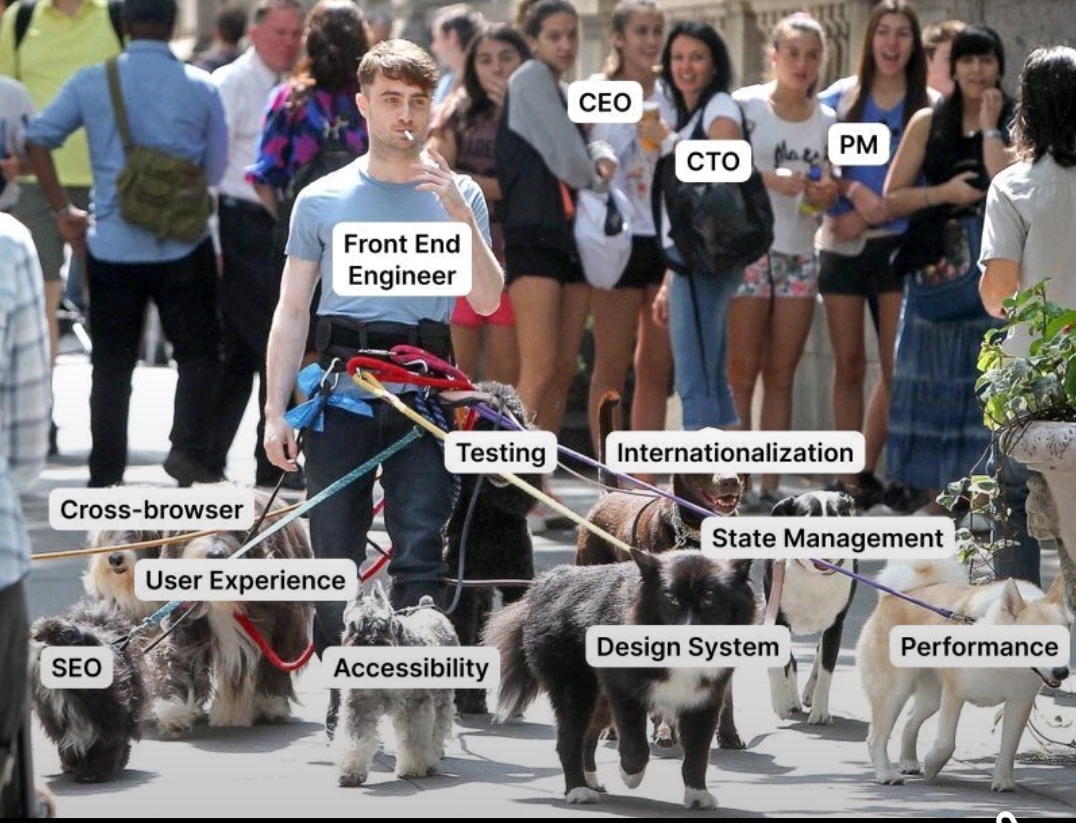 CEO
PM
CTO
Front End
Engineer
Testing
Internationalization
Cross-browser
State Management
User Experience
Design System
Performance
SEO
Accessibility